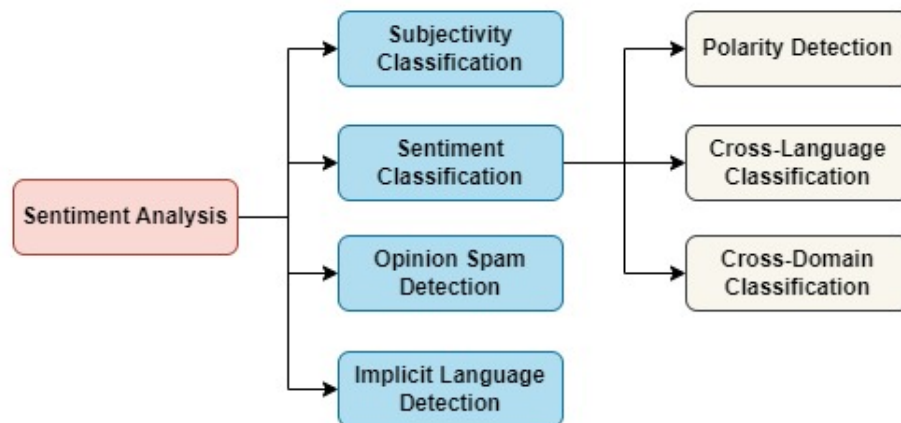 Sentiment Analysis
Subjectivity
Classification
Sentiment
Classification
Opinion Spam
Detection
Implicit Language
Detection
Polarity Detection
Cross-Language
Classification
Cross-Domain
Classification